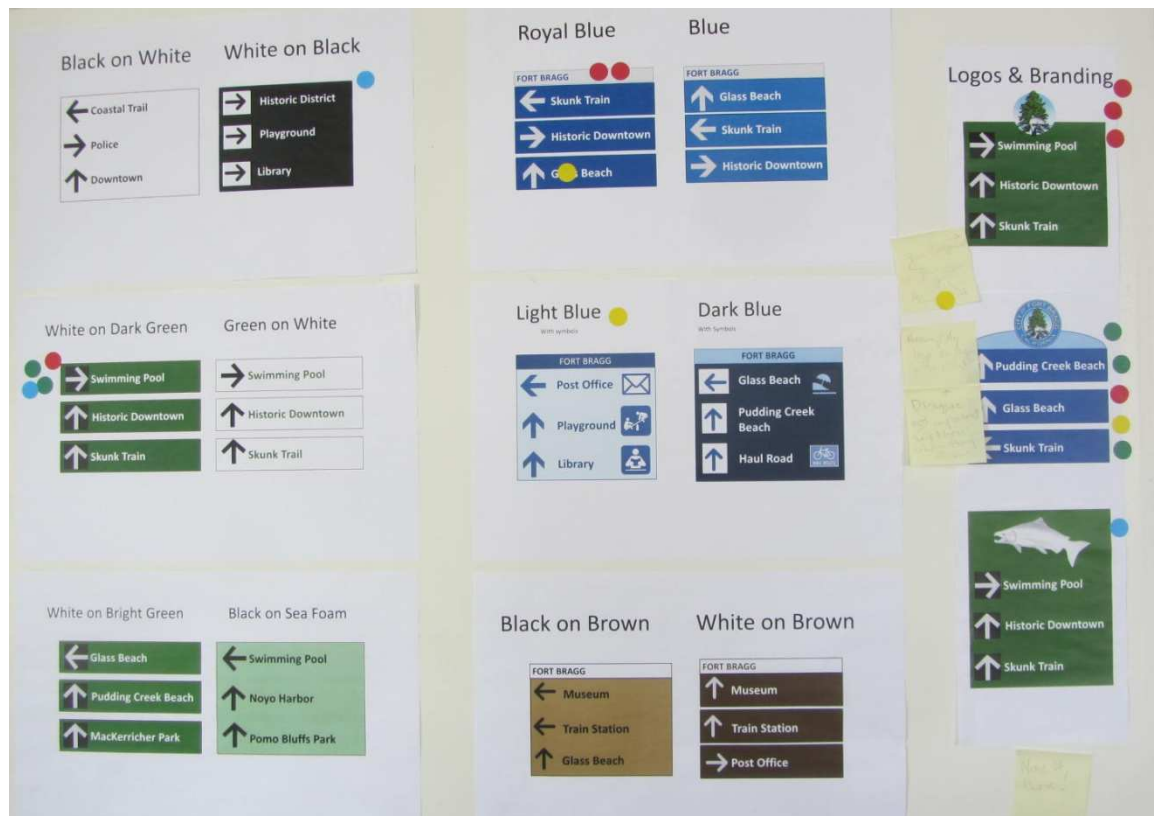 Black on White
Coastal Trail
Police
Downtown
White on Black
Historic District
Playground
Library
Royal Blue
FORT BRAGG
Skunk Train
Historic Downtown
Beach
Blue
FORT BRAGG
Glass Beach
Skunk Train
Historic Downtown
Logos & Branding
Swimming Pool
Historic Downtown
Skunk Train
White on Dark Green
Swimming Pool
Historic Downtown
Skunk Train
Green on White
Swimming Pool
Historic Downtown
Skunk Trail
Light Blue
With symbols
FORT BRAGG
Post Office
Playground
Library
Dark Blue
With Symbols
FORT BRAGG
Glass Beach
Pudding Creek
Beach
Haul Road
Pudding Creek Beach
Glass Beach
Skunk Train
White on Bright Green
Glass Beach
Pudding Creek Beach
MacKerricher Park
Black on Sea Foam
Swimming Pool
Noyo Harbor
Pomo Bluffs Park
Black on Brown
FORT BRAGG
Museum
Train Station
Glass Beach
White on Brown
FORT BRAGG
Museum
Train Station
Post Office
Swimming Pool
Historic Downtown
Skunk Train